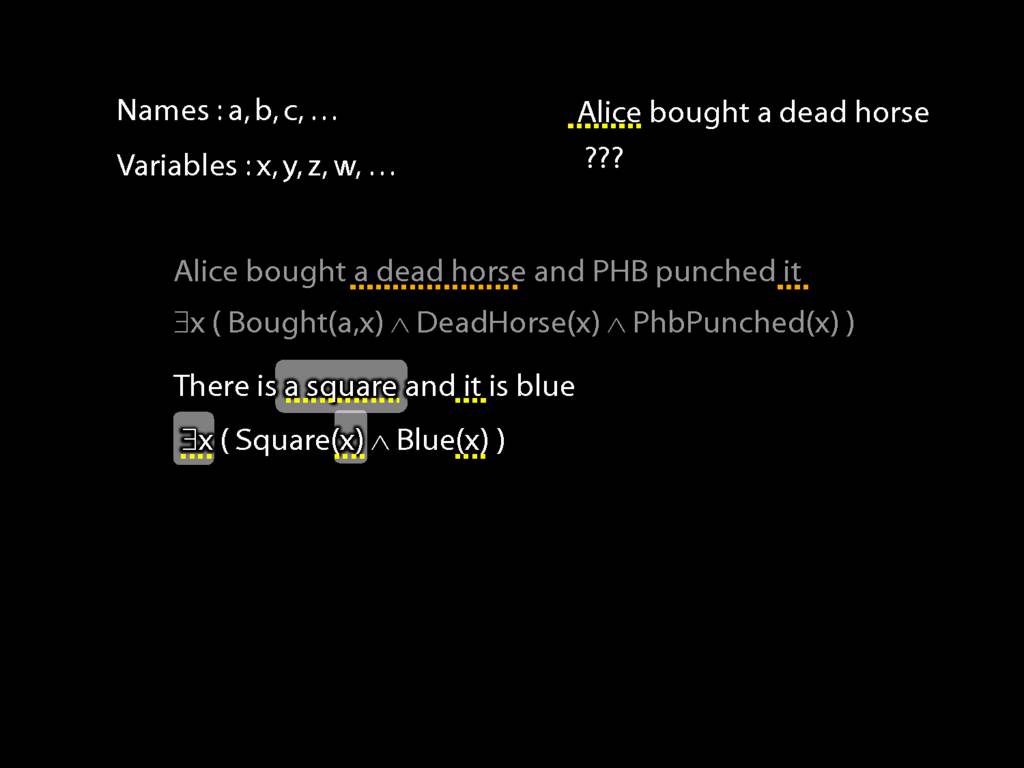 Names : a, b, c, …
Variables : x, y, z, w, …
Alice bought a dead horse
???
Alice bought a dead horse and PHB punched it
∃x ( Bought(a,x) ∧ DeadHorse(x) ∧ PhbPunched(x) )
There is a square and it is blue
∃x ( Square(x) ∧ Blue(x) )